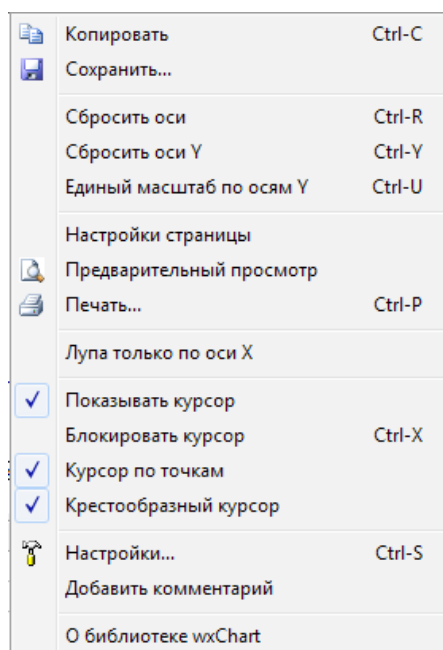 Копировать Ctrl-C
Сохранить...
Сбросить оси Ctrl-R
Сбросить оси Y Ctrl-Y
Единый масштаб по осям Y Ctrl-U
Настройки страницы
Предварительный просмотр
Печать... Ctrl-P
Лупа только по оси X
Показывать курсор
Блокировать курсор Ctrl-X
Курсор по точкам
Крестообразный курсор
Настройки... Ctrl-S
Добавить комментарий
О библиотеке wxChart